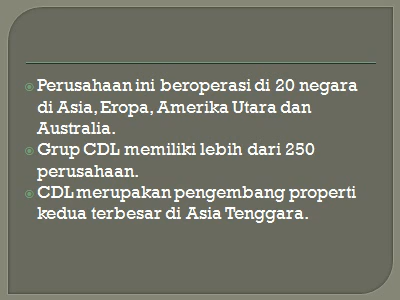 Perusahaan ini beroperasi di 20 negara
di Asia, Eropa, Amerika Utara dan
Australia.
Grup CDL memiliki lebih dari 250
perusahaan.
CDL merupakan pengembang properti
kedua terbesar di Asia Tenggara.